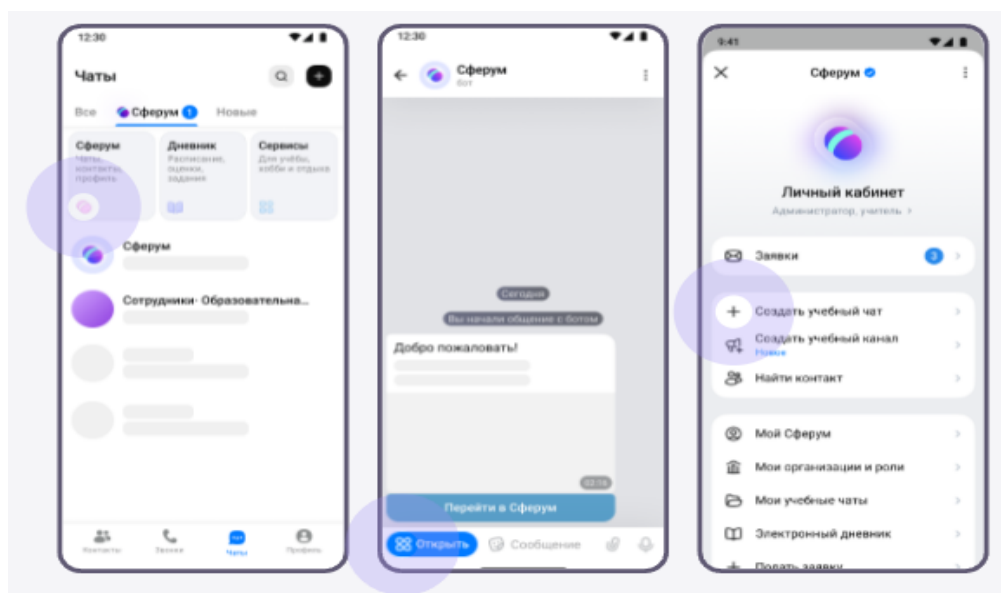 12:30
Чаты
Все Сферум 1 Новые
Сферум
Чаты, контакты, профиль
Дневник
Расписание, оценки, задания
Сервисы
Для учёбы, хобби и отдыха
Сферум
Сотрудники· Образовательна...
Контакты Звонки Чаты Профиль
12:30
Сферум
бот
Сегодня
Вы начали общение с ботом
Добро пожаловать!
Перейти в Сферум
Открыть Сообщение
9:41
Сферум
Личный кабинет
Администратор, учитель >
Заявки 3
Создать учебный чат
Создать учебный канал
Новое
Найти контакт
Мой Сферум
Мои организации и роли
Мои учебные чаты
Электронный дневник
Подать заявку